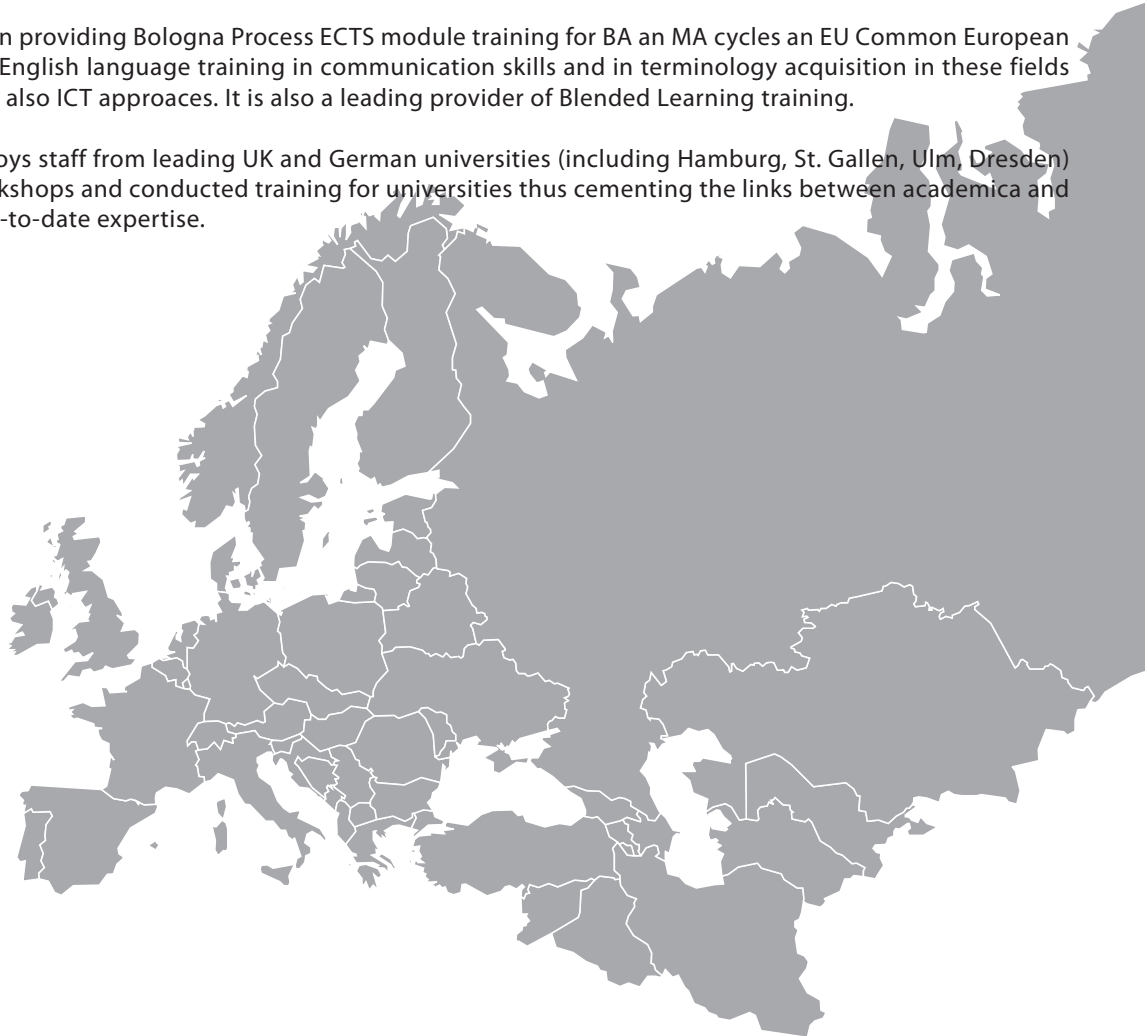 n providing Bologna Process ECTS module training for BA an MA cycles an EU Common European
English language training in communication skills and in terminology acquisition in these fields
also ICT approaces. It is also a leading provider of Blended Learning training.
oys staff from leading UK and German universities (including Hamburg, St. Gallen, Ulm, Dresden)
kshops and conducted training for universities thus cementing the links between academica and
-to-date expertise.